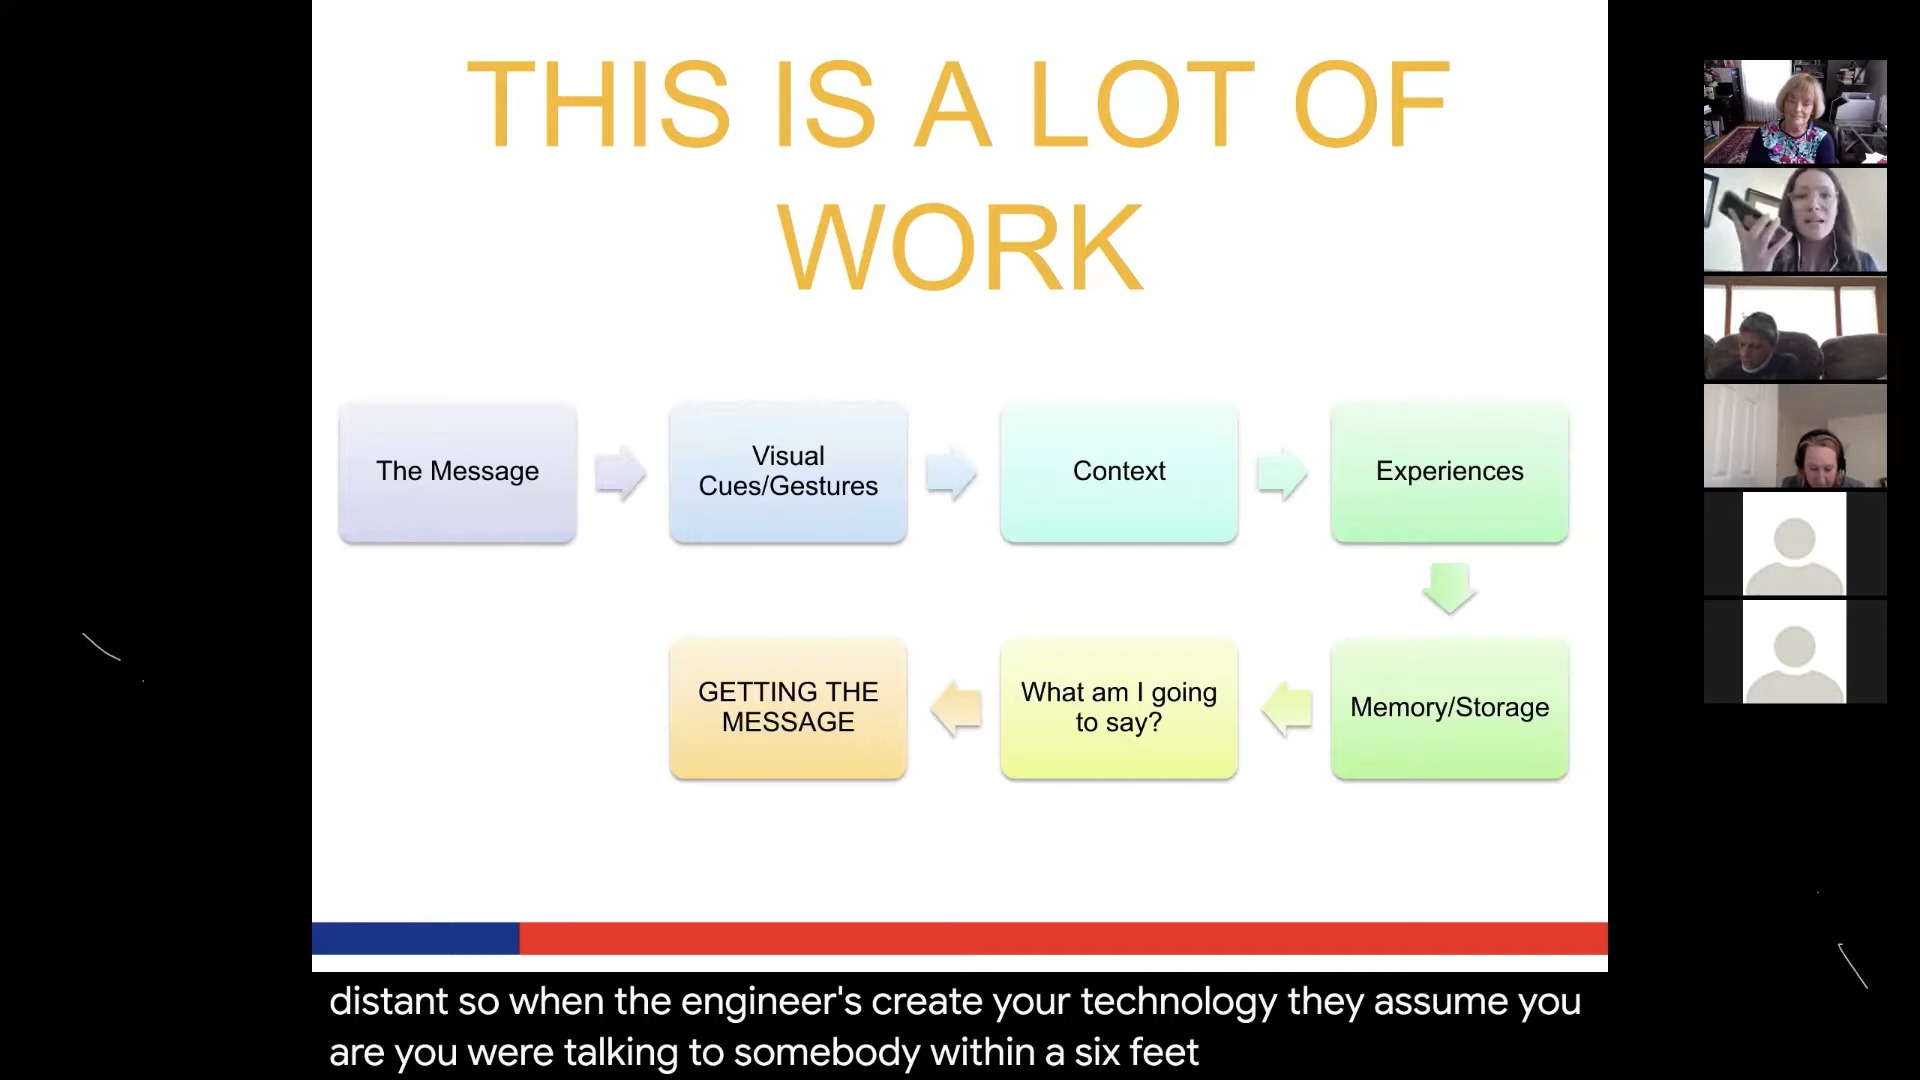 THIS IS A LOT OF
WORK
The Message
Visual
Cues/Gestures
Context
Experiences
Memory/Storage
What am I going
to say?
GETTING THE
MESSAGE
distant so when the engineer's create your technology they assume you
are you were talking to somebody within a six feet